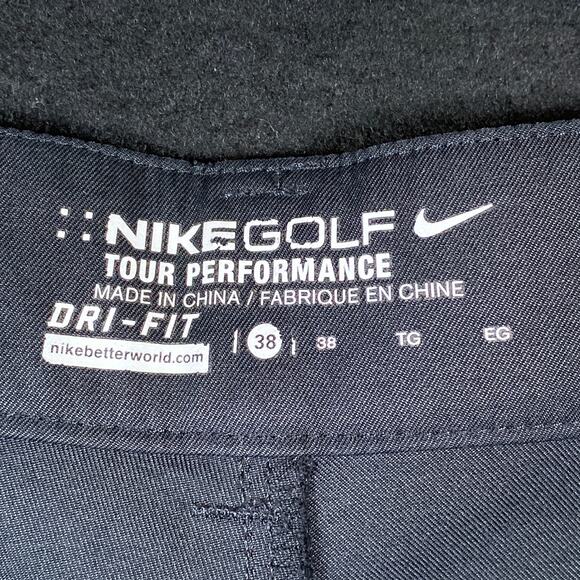 NIKEGOLF
TOUR PERFORMANCE
MADE IN CHINA / FABRIQUE EN CHINE
DRI-FIT
nikebetterworld.com
38 38 TG EG